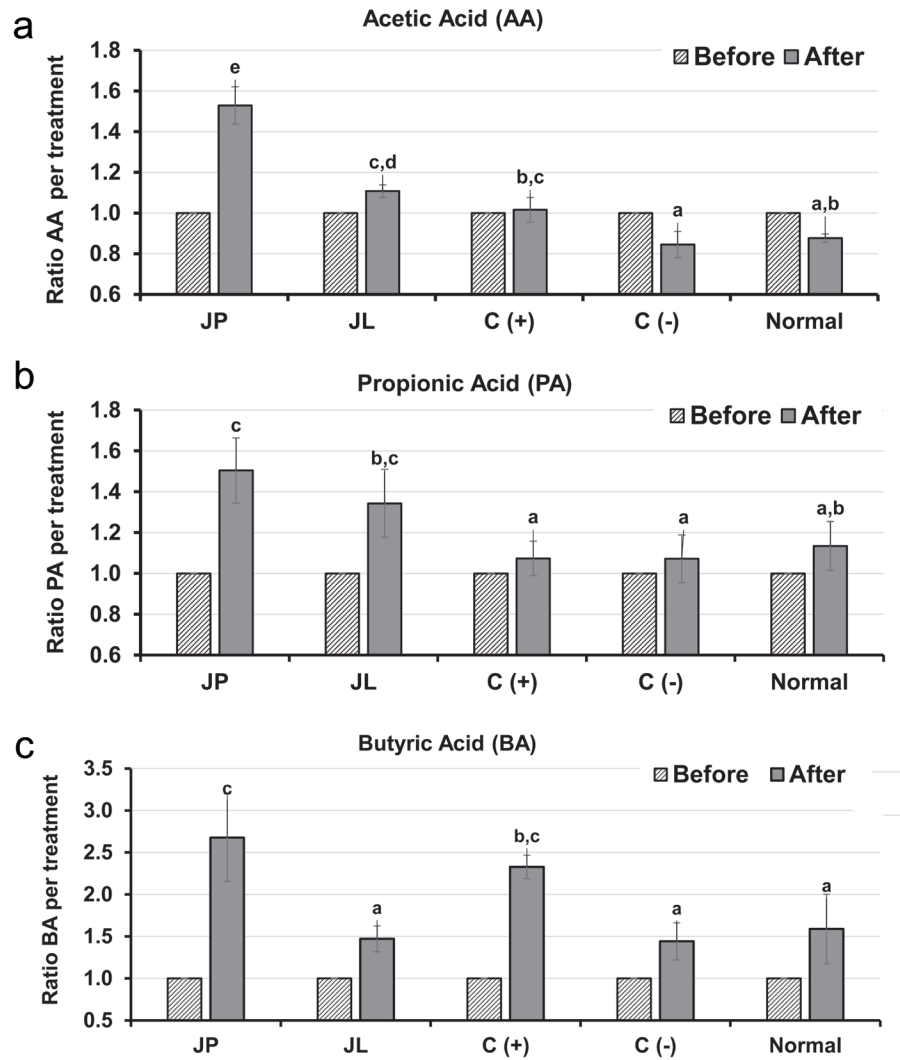 a
Acetic Acid (AA)
Ratio AA per treatment
1.8
1.6
1.4
1.2
1.0
0.8
0.6
Before After
e
c,d
b,c
a
a,b
JP JL C (+) C (-) Normal
b
Propionic Acid (PA)
Ratio PA per treatment
1.8
1.6
1.4
1.2
1.0
0.8
0.6
Before After
c
b,c
a
a
a,b
JP JL C (+) C (-) Normal
c
Butyric Acid (BA)
Ratio BA per treatment
3.5
3.0
2.5
2.0
1.5
1.0
0.5
Before After
c
a
b,c
a
a
JP JL C (+) C (-) Normal